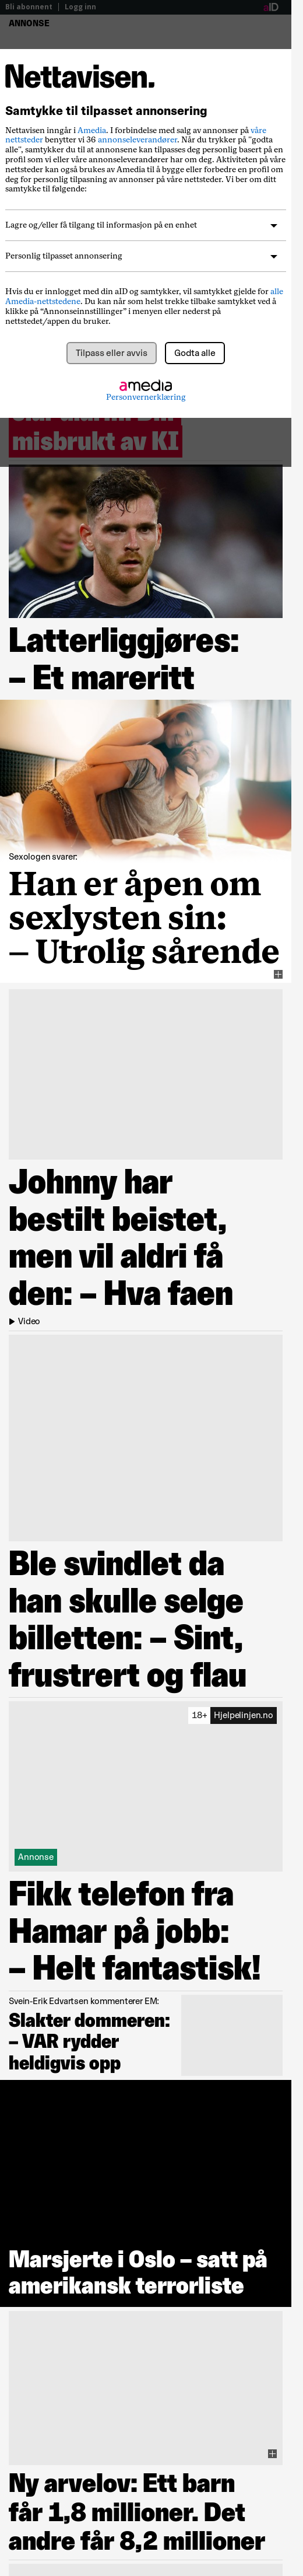 Bli abonnent | Logg inn
aID
ANNONSE
Nettavisen.
Samtykke til tilpasset annonsering
Nettavisen inngår i Amedia. I forbindelse med salg av annonser på våre
nettsteder benytter vi 36 annonseleverandører. Når du trykker på "godta
alle", samtykker du til at annonsene kan tilpasses deg personlig basert på en
profil som vi eller våre annonseleverandører har om deg. Aktiviteten på våre
nettsteder kan også brukes av Amedia til å bygge eller forbedre en profil om
deg for personlig tilpasning av annonser på våre nettsteder. Vi ber om ditt
samtykke til følgende:
Lagre og/eller få tilgang til informasjon på en enhet
Personlig tilpasset annonsering
Hvis du er innlogget med din aID og samtykker, vil samtykket gjelde for alle
Amedia-nettstedene. Du kan når som helst trekke tilbake samtykket ved å
klikke på "Annonseinnstillinger" i menyen eller nederst på
nettstedet/appen du bruker.
Tilpass eller avvis
Godta alle
amedia
Personvernerklæring
misbrukt av KI
Latterliggjøres:
– Et mareritt
Sexologen svarer:
Han er åpen om
sexlysten sin:
– Utrolig sårende
Johnny har
bestilt beistet,
men vil aldri få
den: – Hva faen
Video
Ble svindlet da
han skulle selge
billetten: – Sint,
frustrert og flau
18+ Hjelpelinjen.no
Annonse
Fikk telefon fra
Hamar på jobb:
– Helt fantastisk!
Svein-Erik Edvartsen kommenterer EM:
Slakter dommeren:
– VAR rydder
heldigvis opp
Marsjerte i Oslo – satt på
amerikansk terrorliste
Ny arvelov: Ett barn
får 1,8 millioner. Det
andre får 8,2 millioner